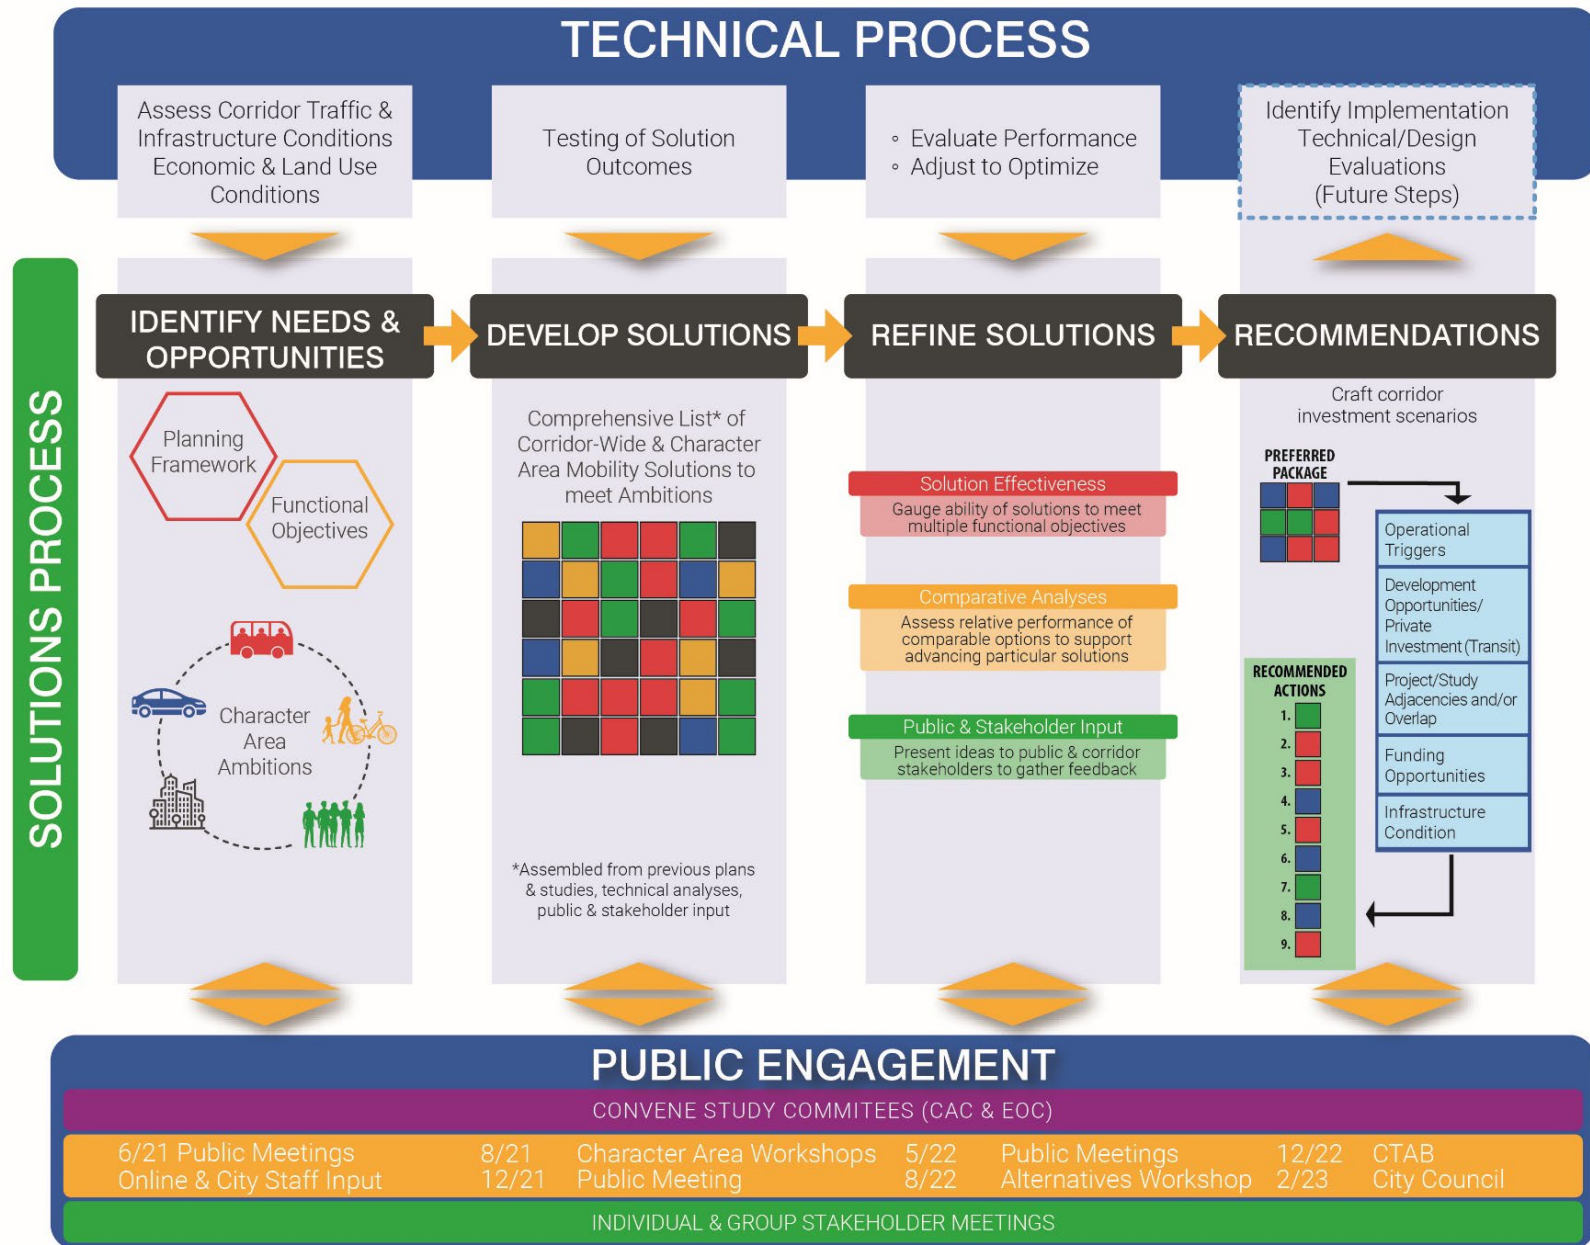 TECHNICAL PROCESS
Assess Corridor Traffic &
Infrastructure Conditions
Economic & Land Use
Conditions
Testing of Solution
Outcomes
◦ Evaluate Performance
◦ Adjust to Optimize
Identify Implementation
Technical/Design
Evaluations
(Future Steps)
SOLUTIONS PROCESS
IDENTIFY NEEDS &
OPPORTUNITIES
Planning
Framework
Functional
Objectives
Character
Area
Ambitions
DEVELOP SOLUTIONS
Comprehensive List* of
Corridor-Wide & Character
Area Mobility Solutions to
meet Ambitions
*Assembled from previous plans
& studies, technical analyses,
public & stakeholder input
REFINE SOLUTIONS
Solution Effectiveness
Gauge ability of solutions to meet
multiple functional objectives
Comparative Analyses
Assess relative performance of
comparable options to support
advancing particular solutions
Public & Stakeholder Input
Present ideas to public & corridor
stakeholders to gather feedback
RECOMMENDATIONS
Craft corridor
investment scenarios
PREFERRED
PACKAGE
Operational
Triggers
Development
Opportunities/
Private
Investment (Transit)
Project/Study
Adjacencies and/or
Overlap
Funding
Opportunities
Infrastructure
Condition
RECOMMENDED
ACTIONS
1.
2.
3.
4.
5.
6.
7.
8.
9.
PUBLIC ENGAGEMENT
CONVENE STUDY COMMITEES (CAC & EOC)
6/21 Public Meetings
Online & City Staff Input
8/21 Character Area Workshops
12/21 Public Meeting
5/22 Public Meetings
8/22 Alternatives Workshop
12/22 CTAB
2/23 City Council
INDIVIDUAL & GROUP STAKEHOLDER MEETINGS